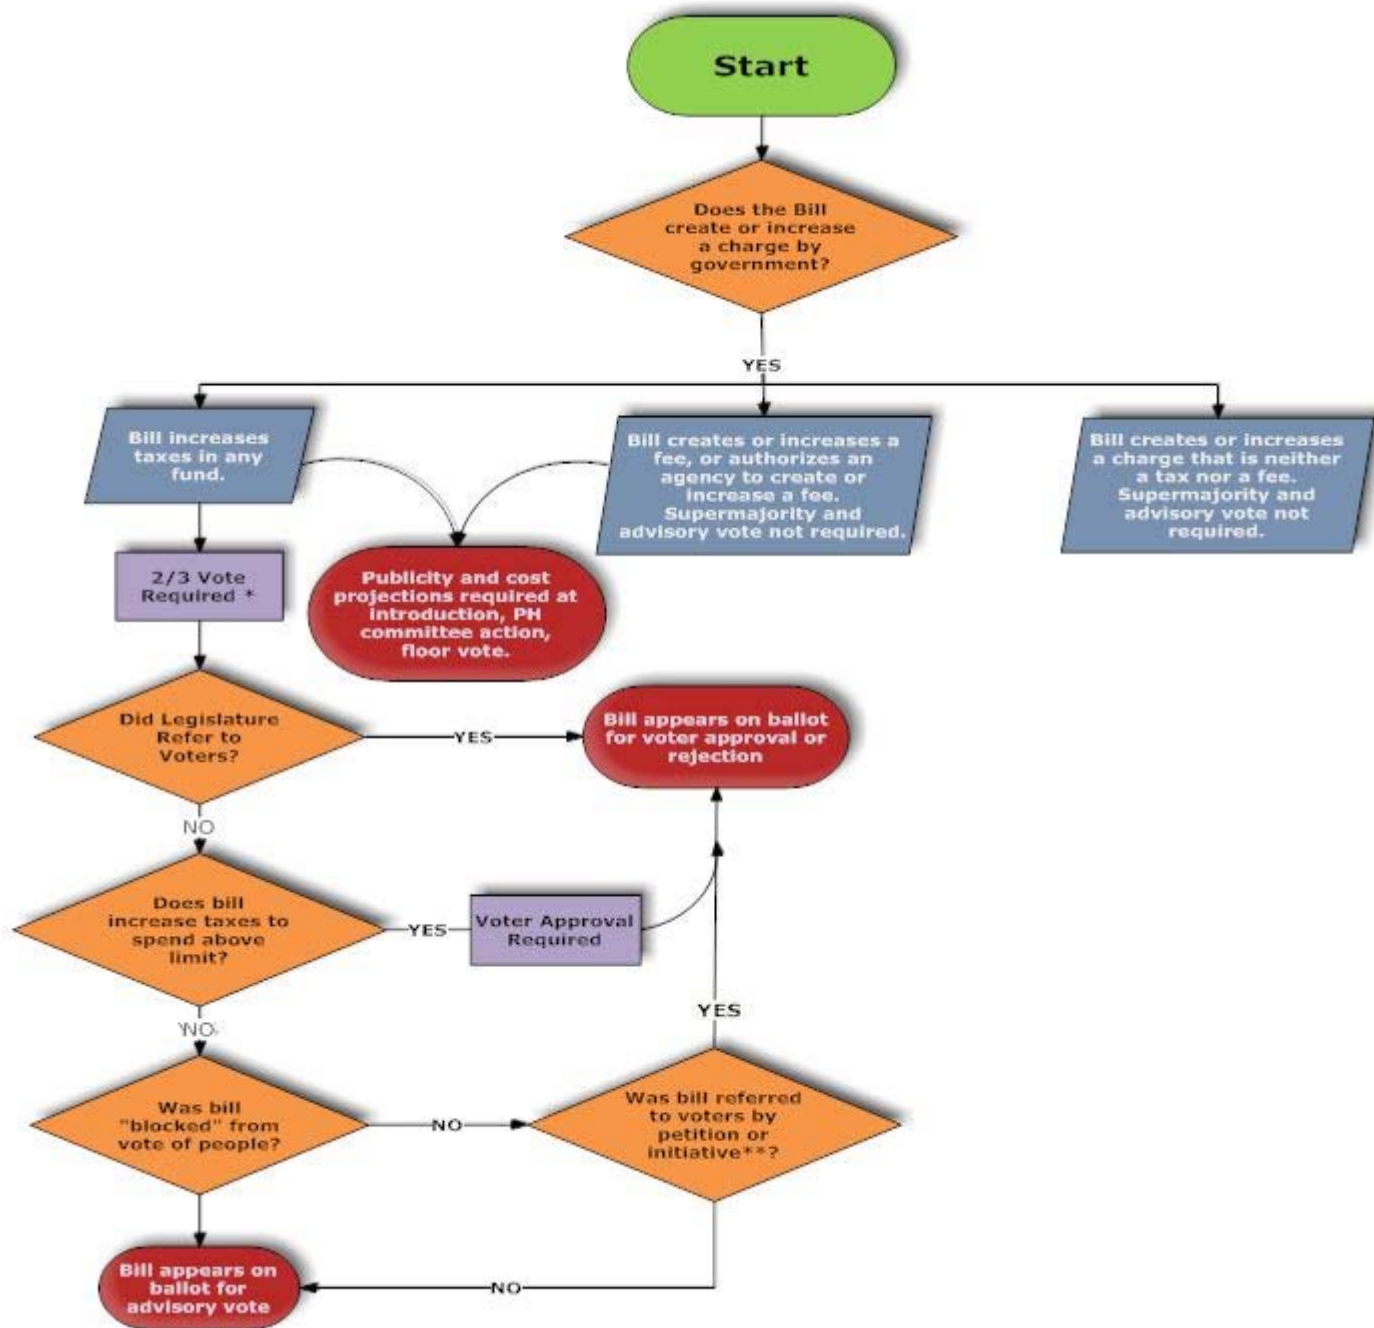 Start
Does the Bill
create or increase
a charge by
government?
YES
Bill increases
taxes in any
fund.
Bill creates or increases a
fee, or authorizes an
agency to create or
increase a fee.
Supermajority and
advisory vote not required.
Bill creates or increases
a charge that is neither
a tax nor a fee.
Supermajority and
advisory vote not
required.
2/3 Vote
Required *
Publicity and cost
projections required at
introduction, PH
committee action,
floor vote.
Did Legislature
Refer to
Voters?
YES
Bill appears on ballot
for voter approval or
rejection
NO
Does bill
increase taxes to
spend above
limit?
YES
Voter Approval
Required
NO
YES
Was bill
"blocked" from
vote of people?
NO
Was bill referred
to voters by
petition or
initiative**?
Bill appears on
ballot for
advisory vote
NO